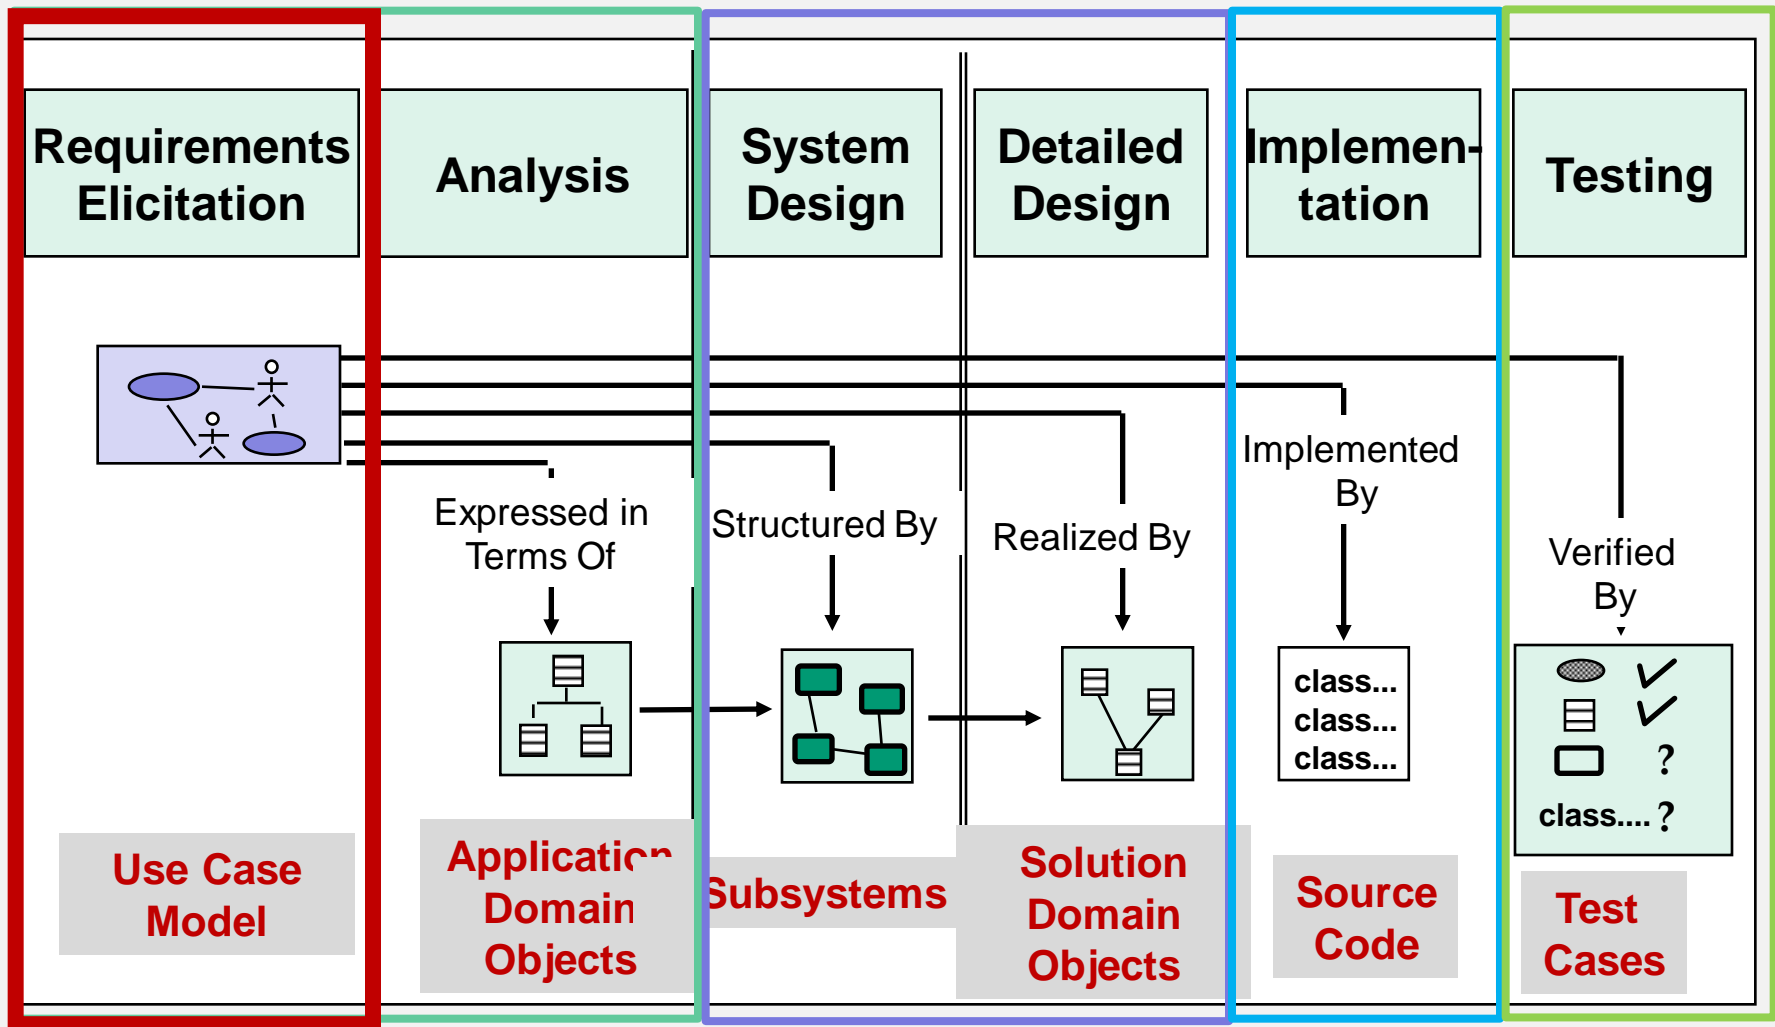 Requirements
Elicitation
Analysis
System
Design
Detailed
Design
Implemen-
tation
Testing
Expressed in
Terms Of
Structured By
Realized By
Implemented
By
Verified
By
class...
class...
class...
?
class.... ?
Use Case
Model
Application
Domain
Objects
Subsystems
Solution
Domain
Objects
Source
Code
Test
Cases